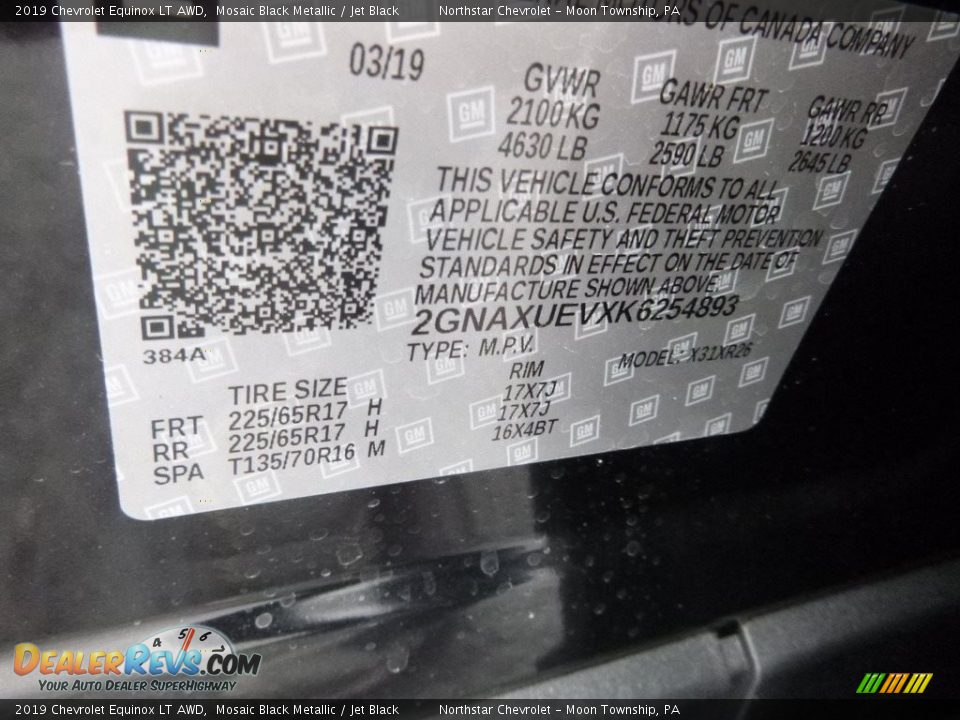 2019 Chevrolet Equinox LT AWD, Mosaic Black Metallic / Jet Black Northstar Chevrolet - Moon Township, PA
OF CANADA COMPANY
03/19
GVWR GAWR FRT GAWR RR
2100 KG 1175 KG 1200 KG
4630 LB 2590 LB 2645 LB
THIS VEHICLE CONFORMS TO ALL
APPLICABLE U.S. FEDERAL MOTOR
VEHICLE SAFETY AND THEFT PREVENTION
STANDARDS IN EFFECT ON THE DATE OF
MANUFACTURE SHOWN ABOVE.
2GNAXUEVXK6254893
384A
TYPE: M.P.V. MODEL: X31XR26
TIRE SIZE RIM
FRT 225/65R17 H 17X7J
RR 225/65R17 H 17X7J
SPA T135/70R16 M 16X4BT
DEALERREVS.COM
4 5 6
YOUR AUTO DEALER SUPERHIGHWAY
2019 Chevrolet Equinox LT AWD, Mosaic Black Metallic / Jet Black Northstar Chevrolet - Moon Township, PA